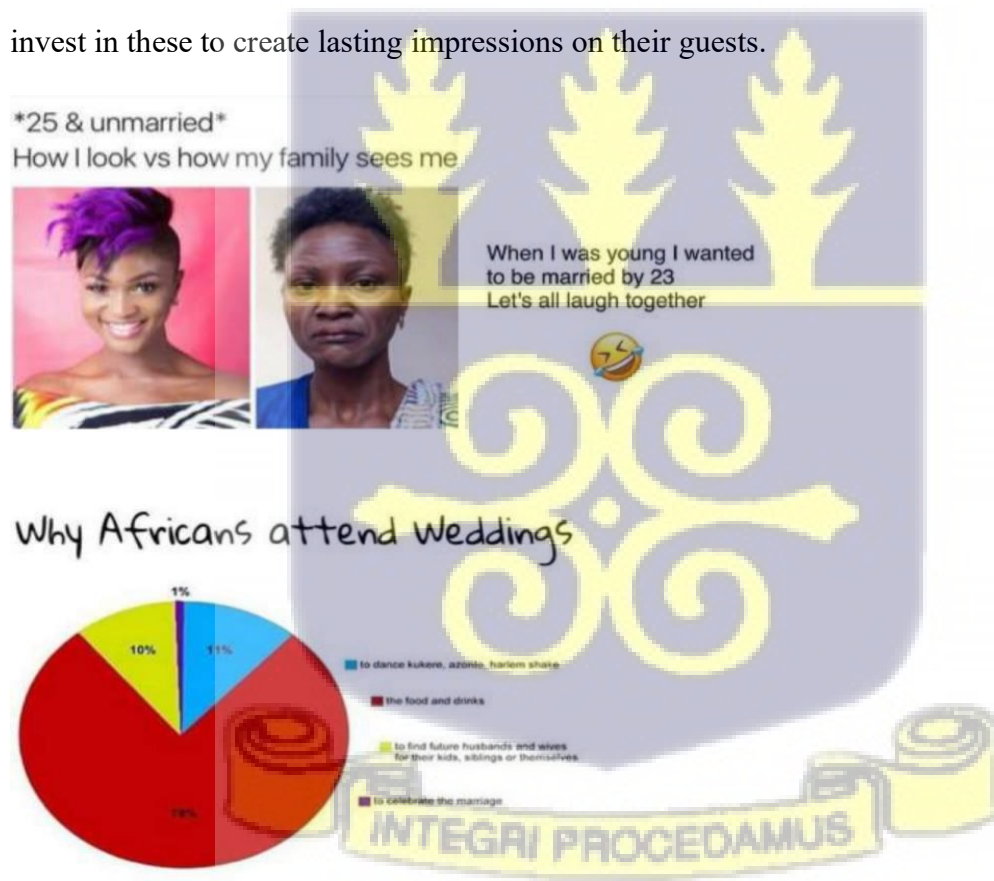 invest in these to create lasting impressions on their guests.
*25 & unmarried*
How I look vs how my family sees me
When I was young I wanted
to be married by 23
Let's all laugh together
Why Africans attend Weddings
1%
10%
11%
78%
to dance kukere, azonto, harlem shake
the food and drinks
to find future husbands and wives
for their kids, siblings or themselves
to celebrate the marriage
INTEGRI PROCEDAMUS